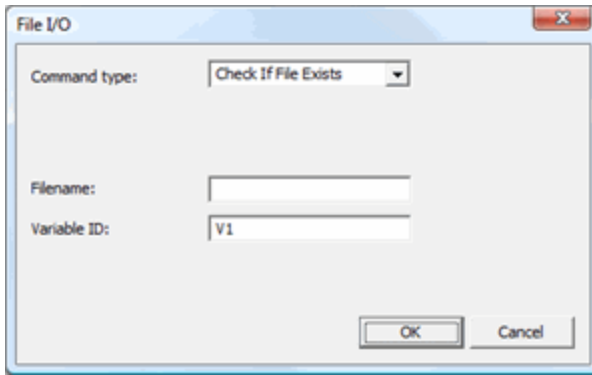 File I/O
Command type: Check If File Exists
Filename:
Variable ID: V1
OK Cancel